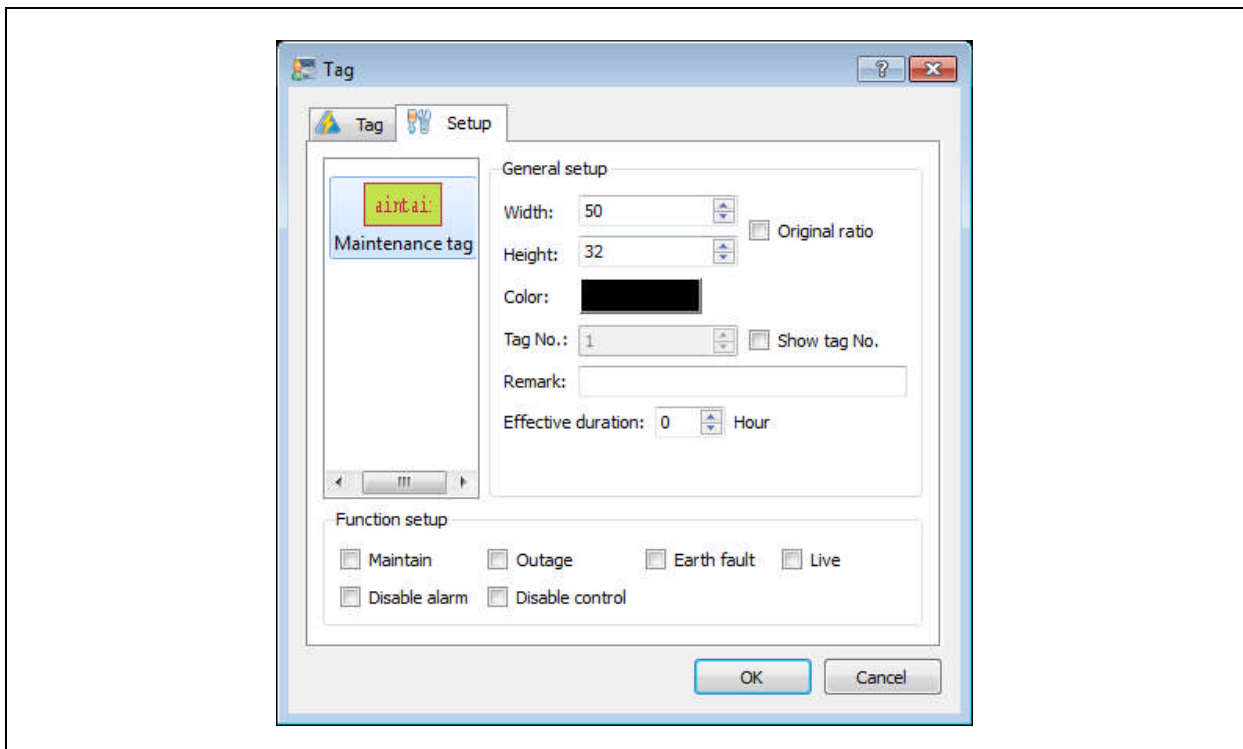 Tag
Tag Setup
aintai
Maintenance tag
General setup
Width: 50
Original ratio
Height: 32
Color:
Tag No.: 1 Show tag No.
Remark:
Effective duration: 0 Hour
Function setup
Maintain Outage Earth fault Live
Disable alarm Disable control
OK Cancel